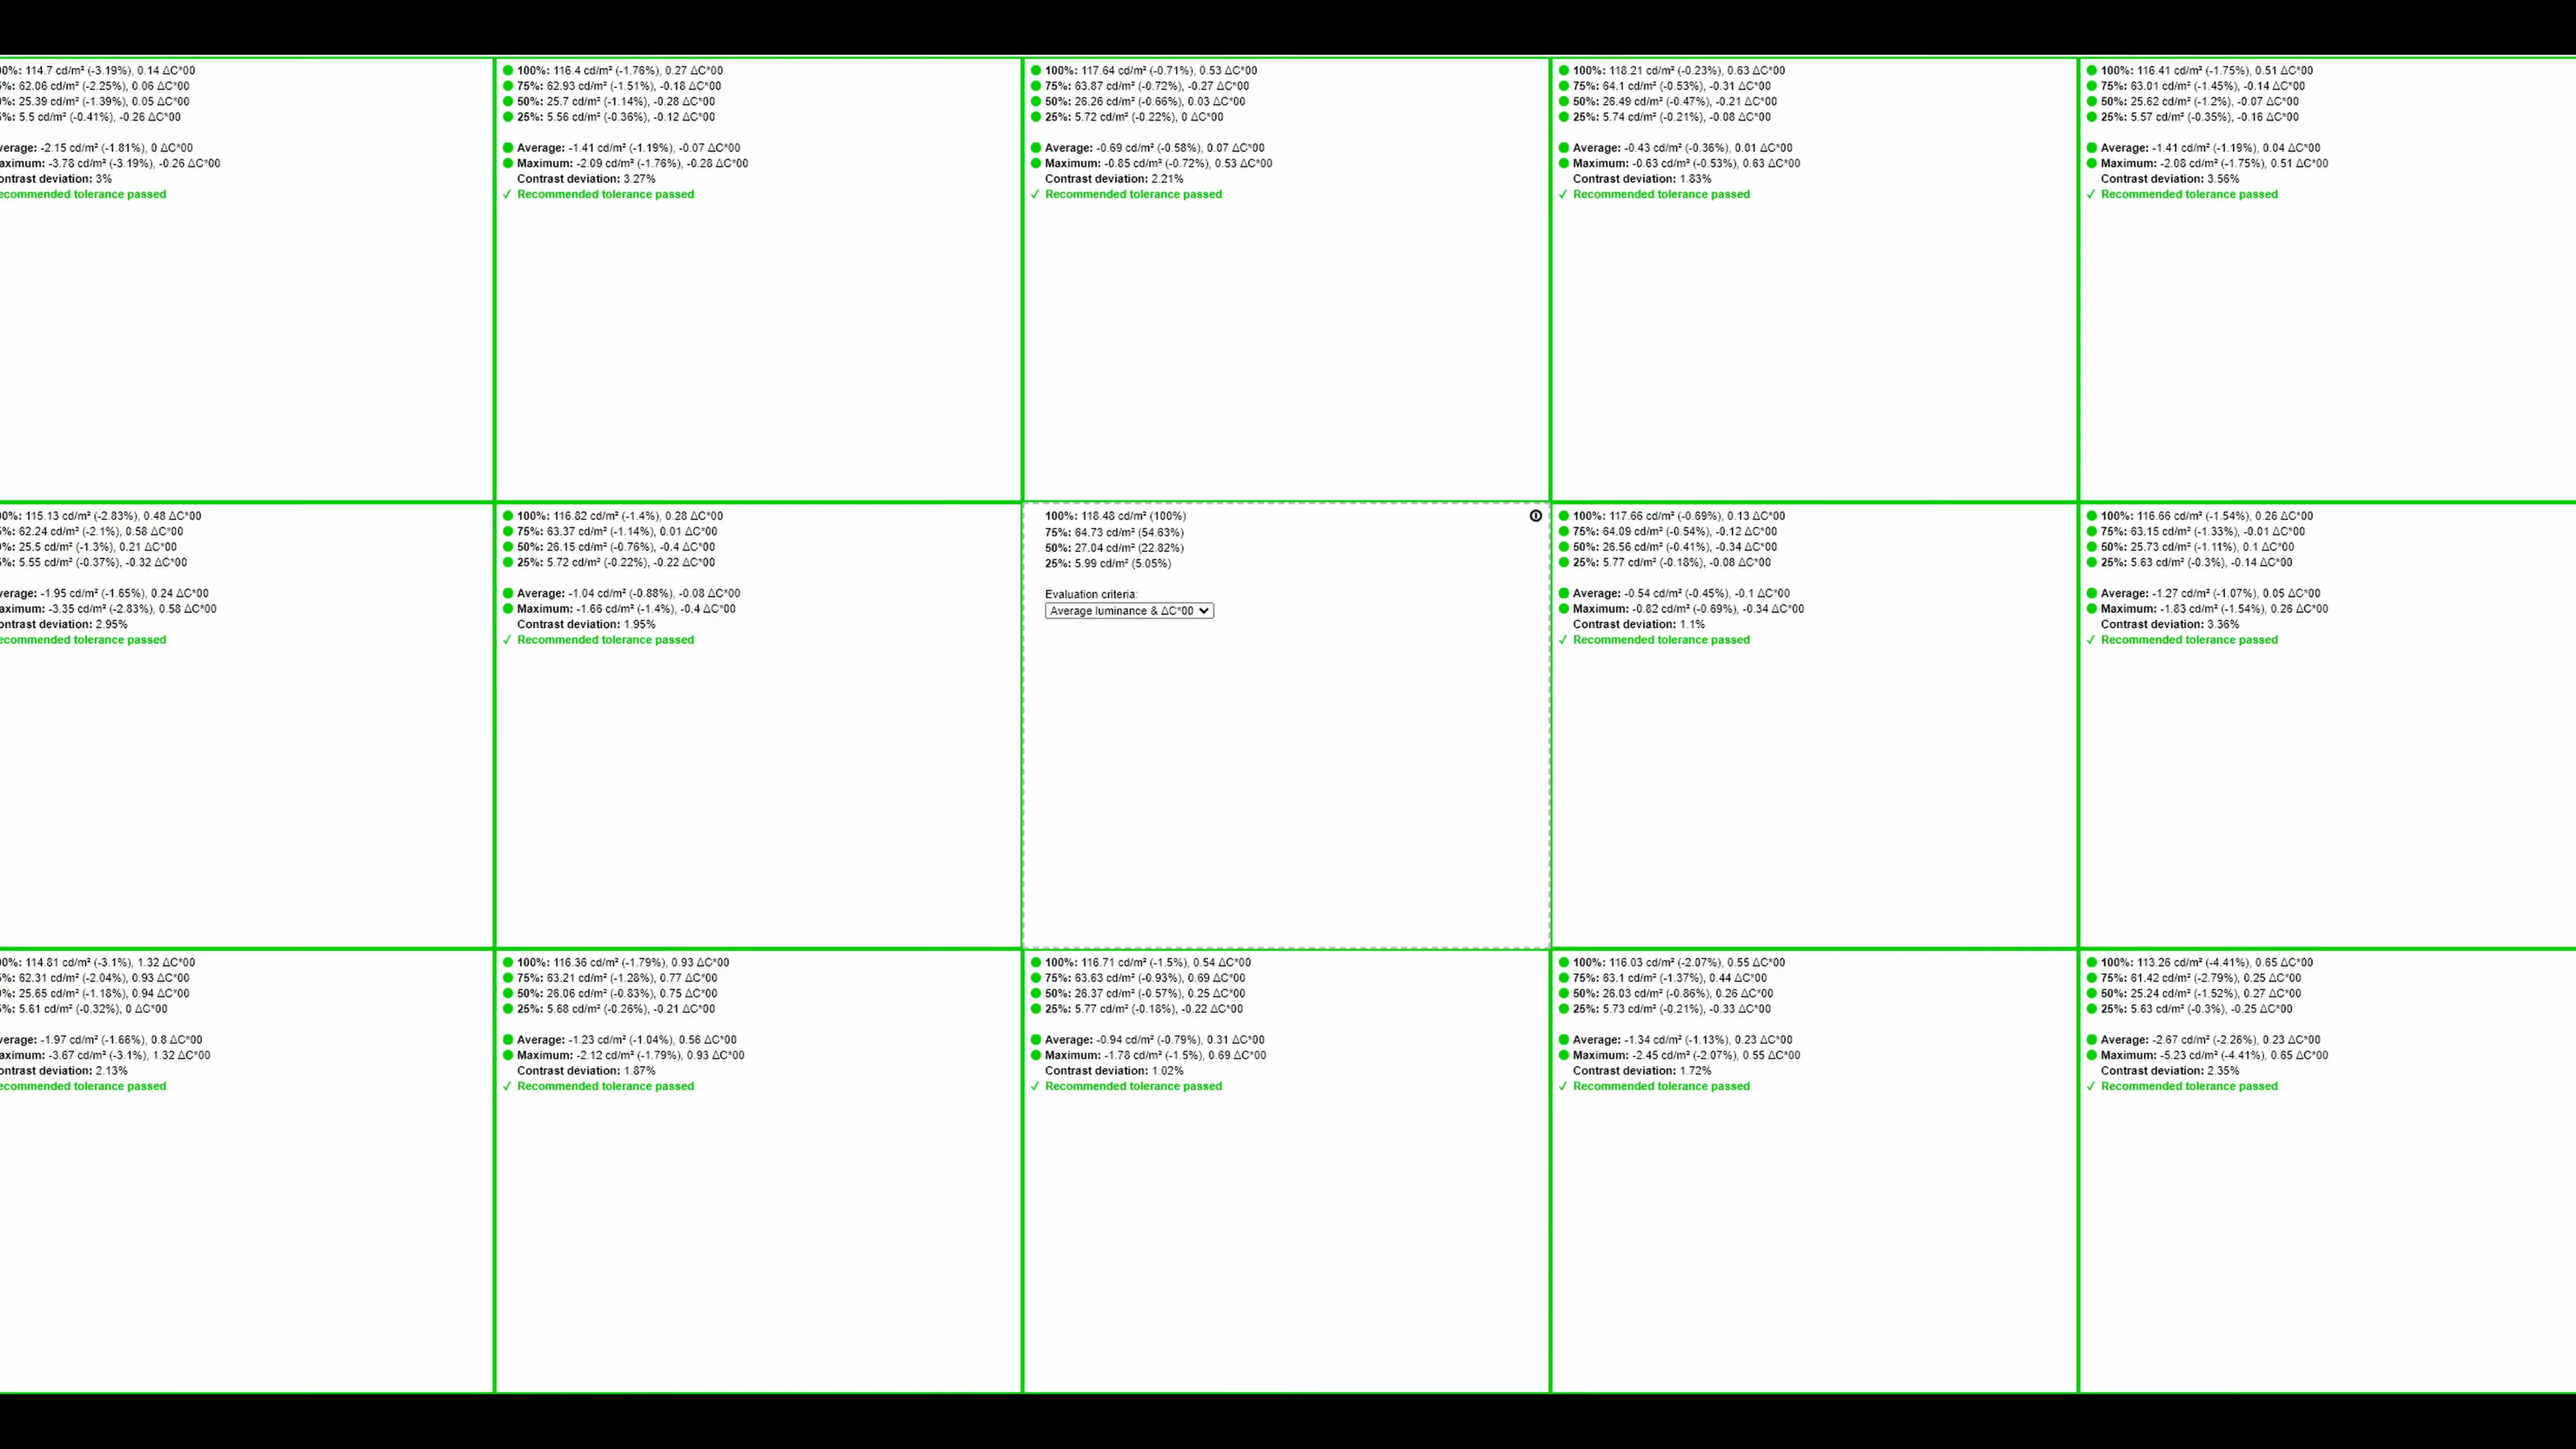 00%: 114.7 cd/m² (-3.19%), 0.14 ΔC*00
5%: 62.06 cd/m² (-2.25%), 0.06 ΔC*00
0%: 25.39 cd/m² (-1.39%), 0.05 ΔC*00
5%: 5.5 cd/m² (-0.41%), -0.26 ΔC*00
verage: -2.15 cd/m² (-1.81%), 0 ΔC*00
aximum: -3.78 cd/m² (-3.19%), -0.26 ΔC*00
ontrast deviation: 3%
ecommended tolerance passed
100%: 116.4 cd/m² (-1.76%), 0.27 ΔC*00
75%: 62.93 cd/m² (-1.51%), -0.18 ΔC*00
50%: 25.7 cd/m² (-1.14%), -0.28 ΔC*00
25%: 5.56 cd/m² (-0.36%), -0.12 ΔC*00
Average: -1.41 cd/m² (-1.19%), -0.07 ΔC*00
Maximum: -2.09 cd/m² (-1.76%), -0.28 ΔC*00
Contrast deviation: 3.27%
✓ Recommended tolerance passed
100%: 117.64 cd/m² (-0.71%), 0.53 ΔC*00
75%: 63.87 cd/m² (-0.72%), -0.27 ΔC*00
50%: 26.26 cd/m² (-0.66%), 0.03 ΔC*00
25%: 5.72 cd/m² (-0.22%), 0 ΔC*00
Average: -0.69 cd/m² (-0.58%), 0.07 ΔC*00
Maximum: -0.85 cd/m² (-0.72%), 0.53 ΔC*00
Contrast deviation: 2.21%
✓ Recommended tolerance passed
100%: 118.21 cd/m² (-0.23%), 0.63 ΔC*00
75%: 64.1 cd/m² (-0.53%), -0.31 ΔC*00
50%: 26.49 cd/m² (-0.47%), -0.21 ΔC*00
25%: 5.74 cd/m² (-0.21%), -0.08 ΔC*00
Average: -0.43 cd/m² (-0.36%), 0.01 ΔC*00
Maximum: -0.63 cd/m² (-0.53%), 0.63 ΔC*00
Contrast deviation: 1.83%
✓ Recommended tolerance passed
100%: 116.41 cd/m² (-1.75%), 0.51 ΔC*00
75%: 63.01 cd/m² (-1.45%), -0.14 ΔC*00
50%: 25.62 cd/m² (-1.2%), -0.07 ΔC*00
25%: 5.57 cd/m² (-0.35%), -0.16 ΔC*00
Average: -1.41 cd/m² (-1.19%), 0.04 ΔC*00
Maximum: -2.08 cd/m² (-1.75%), 0.51 ΔC*00
Contrast deviation: 3.56%
✓ Recommended tolerance passed
00%: 115.13 cd/m² (-2.83%), 0.48 ΔC*00
5%: 62.24 cd/m² (-2.1%), 0.58 ΔC*00
0%: 25.5 cd/m² (-1.3%), 0.21 ΔC*00
5%: 5.55 cd/m² (-0.37%), -0.32 ΔC*00
verage: -1.95 cd/m² (-1.65%), 0.24 ΔC*00
aximum: -3.35 cd/m² (-2.83%), 0.58 ΔC*00
ontrast deviation: 2.95%
ecommended tolerance passed
100%: 116.82 cd/m² (-1.4%), 0.28 ΔC*00
75%: 63.37 cd/m² (-1.14%), 0.01 ΔC*00
50%: 26.15 cd/m² (-0.76%), -0.4 ΔC*00
25%: 5.72 cd/m² (-0.22%), -0.22 ΔC*00
Average: -1.04 cd/m² (-0.88%), -0.08 ΔC*00
Maximum: -1.66 cd/m² (-1.4%), -0.4 ΔC*00
Contrast deviation: 1.95%
✓ Recommended tolerance passed
100%: 118.48 cd/m² (100%)
75%: 64.73 cd/m² (54.63%)
50%: 27.04 cd/m² (22.82%)
25%: 5.99 cd/m² (5.05%)
Evaluation criteria:
Average luminance & ΔC*00
100%: 117.66 cd/m² (-0.69%), 0.13 ΔC*00
75%: 64.09 cd/m² (-0.54%), -0.12 ΔC*00
50%: 26.56 cd/m² (-0.41%), -0.34 ΔC*00
25%: 5.77 cd/m² (-0.18%), -0.08 ΔC*00
Average: -0.54 cd/m² (-0.45%), -0.1 ΔC*00
Maximum: -0.82 cd/m² (-0.69%), -0.34 ΔC*00
Contrast deviation: 1.1%
✓ Recommended tolerance passed
100%: 116.66 cd/m² (-1.54%), 0.26 ΔC*00
75%: 63.15 cd/m² (-1.33%), -0.01 ΔC*00
50%: 25.73 cd/m² (-1.11%), 0.1 ΔC*00
25%: 5.63 cd/m² (-0.3%), -0.14 ΔC*00
Average: -1.27 cd/m² (-1.07%), 0.05 ΔC*00
Maximum: -1.83 cd/m² (-1.54%), 0.26 ΔC*00
Contrast deviation: 3.36%
✓ Recommended tolerance passed
00%: 114.81 cd/m² (-3.1%), 1.32 ΔC*00
5%: 62.31 cd/m² (-2.04%), 0.93 ΔC*00
0%: 25.65 cd/m² (-1.18%), 0.94 ΔC*00
5%: 5.61 cd/m² (-0.32%), 0 ΔC*00
verage: -1.97 cd/m² (-1.66%), 0.8 ΔC*00
aximum: -3.67 cd/m² (-3.1%), 1.32 ΔC*00
ontrast deviation: 2.13%
ecommended tolerance passed
100%: 116.36 cd/m² (-1.79%), 0.93 ΔC*00
75%: 63.21 cd/m² (-1.28%), 0.77 ΔC*00
50%: 26.06 cd/m² (-0.83%), 0.75 ΔC*00
25%: 5.68 cd/m² (-0.26%), -0.21 ΔC*00
Average: -1.23 cd/m² (-1.04%), 0.56 ΔC*00
Maximum: -2.12 cd/m² (-1.79%), 0.93 ΔC*00
Contrast deviation: 1.87%
✓ Recommended tolerance passed
100%: 116.71 cd/m² (-1.5%), 0.54 ΔC*00
75%: 63.63 cd/m² (-0.93%), 0.69 ΔC*00
50%: 26.37 cd/m² (-0.57%), 0.25 ΔC*00
25%: 5.77 cd/m² (-0.18%), -0.22 ΔC*00
Average: -0.94 cd/m² (-0.79%), 0.31 ΔC*00
Maximum: -1.78 cd/m² (-1.5%), 0.69 ΔC*00
Contrast deviation: 1.02%
✓ Recommended tolerance passed
100%: 116.03 cd/m² (-2.07%), 0.55 ΔC*00
75%: 63.1 cd/m² (-1.37%), 0.44 ΔC*00
50%: 26.03 cd/m² (-0.86%), 0.26 ΔC*00
25%: 5.73 cd/m² (-0.21%), -0.33 ΔC*00
Average: -1.34 cd/m² (-1.13%), 0.23 ΔC*00
Maximum: -2.45 cd/m² (-2.07%), 0.55 ΔC*00
Contrast deviation: 1.72%
✓ Recommended tolerance passed
100%: 113.26 cd/m² (-4.41%), 0.65 ΔC*00
75%: 61.42 cd/m² (-2.79%), 0.25 ΔC*00
50%: 25.24 cd/m² (-1.52%), 0.27 ΔC*00
25%: 5.63 cd/m² (-0.3%), -0.25 ΔC*00
Average: -2.67 cd/m² (-2.26%), 0.23 ΔC*00
Maximum: -5.23 cd/m² (-4.41%), 0.65 ΔC*00
Contrast deviation: 2.35%
✓ Recommended tolerance passed